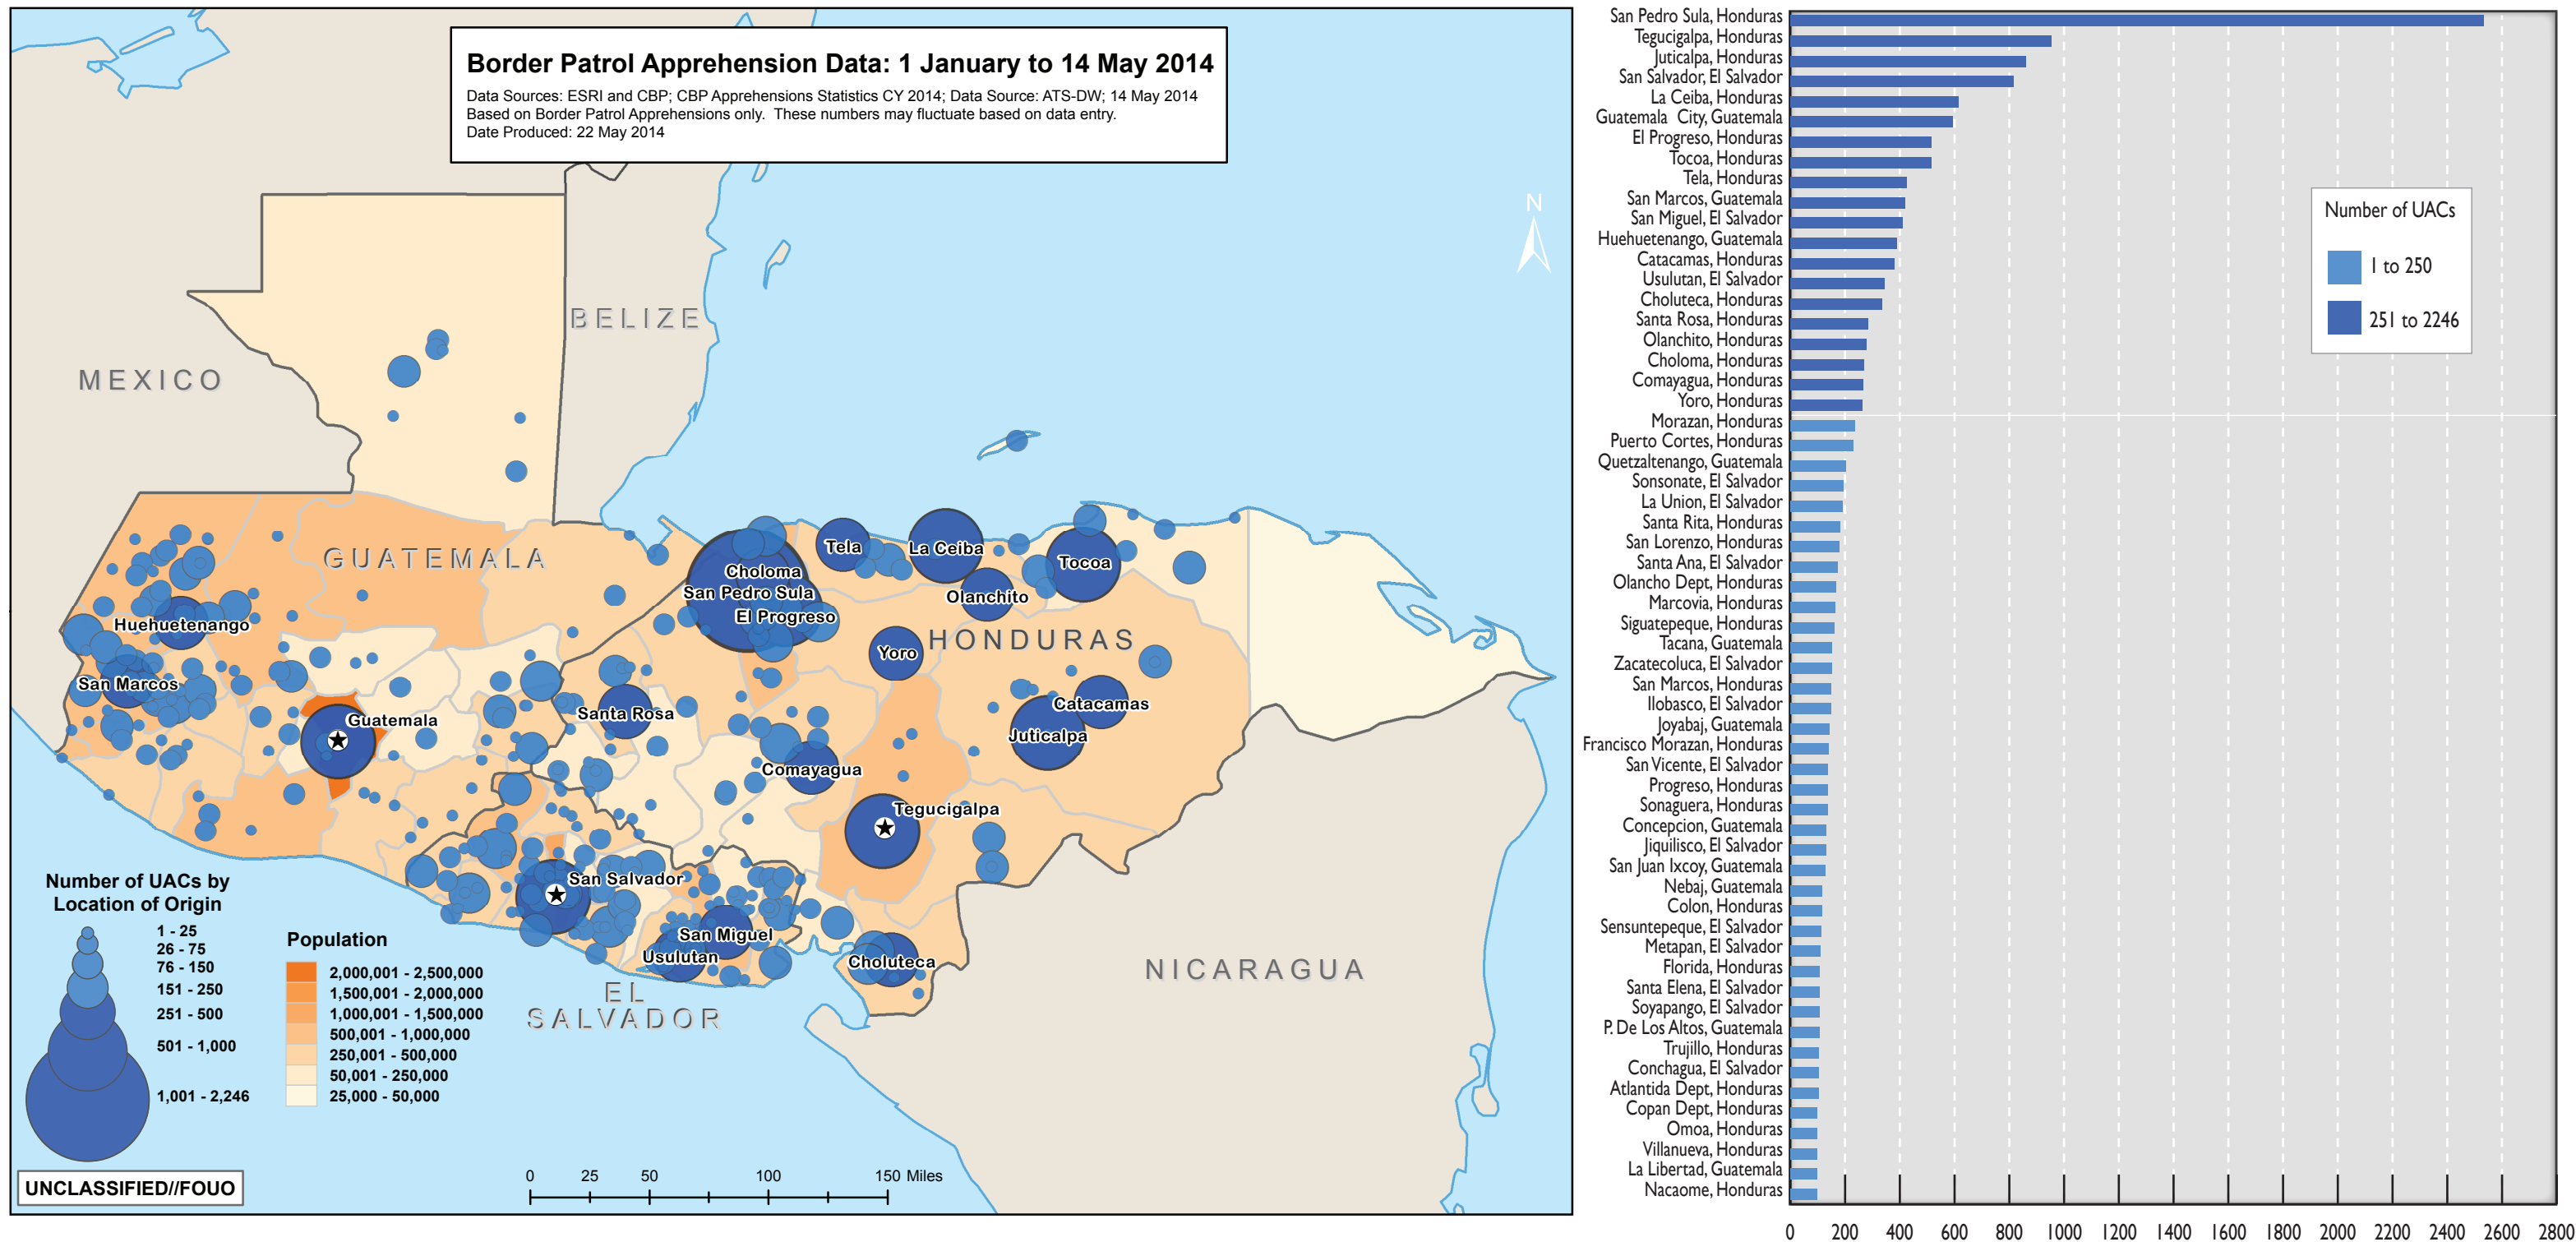 Border Patrol Apprehension Data: 1 January to 14 May 2014
Data Sources: ESRI and CBP; CBP Apprehensions Statistics CY 2014; Data Source: ATS-DW; 14 May 2014
Based on Border Patrol Apprehensions only. These numbers may fluctuate based on data entry.
Date Produced: 22 May 2014
N
BELIZE
MEXICO
GUATEMALA
HONDURAS
NICARAGUA
EL
SALVADOR
Tela
La Ceiba
Tocoa
Choloma
San Pedro Sula
El Progreso
Olanchito
Huehuetenango
Yoro
San Marcos
Catacamas
Santa Rosa
Guatemala
Juticalpa
Comayagua
Tegucigalpa
San Salvador
San Miguel
Usulutan
Choluteca
Number of UACs by
Location of Origin
1 - 25
26 - 75
76 - 150
151 - 250
251 - 500
501 - 1,000
1,001 - 2,246
Population
2,000,001 - 2,500,000
1,500,001 - 2,000,000
1,000,001 - 1,500,000
500,001 - 1,000,000
250,001 - 500,000
50,001 - 250,000
25,000 - 50,000
UNCLASSIFIED//FOUO
0 25 50 100 150 Miles
San Pedro Sula, Honduras
Tegucigalpa, Honduras
Juticalpa, Honduras
San Salvador, El Salvador
La Ceiba, Honduras
Guatemala City, Guatemala
El Progreso, Honduras
Tocoa, Honduras
Tela, Honduras
San Marcos, Guatemala
San Miguel, El Salvador
Huehuetenango, Guatemala
Catacamas, Honduras
Usulutan, El Salvador
Choluteca, Honduras
Santa Rosa, Honduras
Olanchito, Honduras
Choloma, Honduras
Comayagua, Honduras
Yoro, Honduras
Morazan, Honduras
Puerto Cortes, Honduras
Quetzaltenango, Guatemala
Sonsonate, El Salvador
La Union, El Salvador
Santa Rita, Honduras
San Lorenzo, Honduras
Santa Ana, El Salvador
Olancho Dept, Honduras
Marcovia, Honduras
Siguatepeque, Honduras
Tacana, Guatemala
Zacatecoluca, El Salvador
San Marcos, Honduras
Ilobasco, El Salvador
Joyabaj, Guatemala
Francisco Morazan, Honduras
San Vicente, El Salvador
Progreso, Honduras
Sonaguera, Honduras
Concepcion, Guatemala
Jiquilisco, El Salvador
San Juan Ixcoy, Guatemala
Nebaj, Guatemala
Colon, Honduras
Sensuntepeque, El Salvador
Metapan, El Salvador
Florida, Honduras
Santa Elena, El Salvador
Soyapango, El Salvador
P. De Los Altos, Guatemala
Trujillo, Honduras
Conchagua, El Salvador
Atlantida Dept, Honduras
Copan Dept, Honduras
Omoa, Honduras
Villanueva, Honduras
La Libertad, Guatemala
Nacaome, Honduras
Number of UACs
1 to 250
251 to 2246
0 200 400 600 800 1000 1200 1400 1600 1800 2000 2200 2400 2600 2800